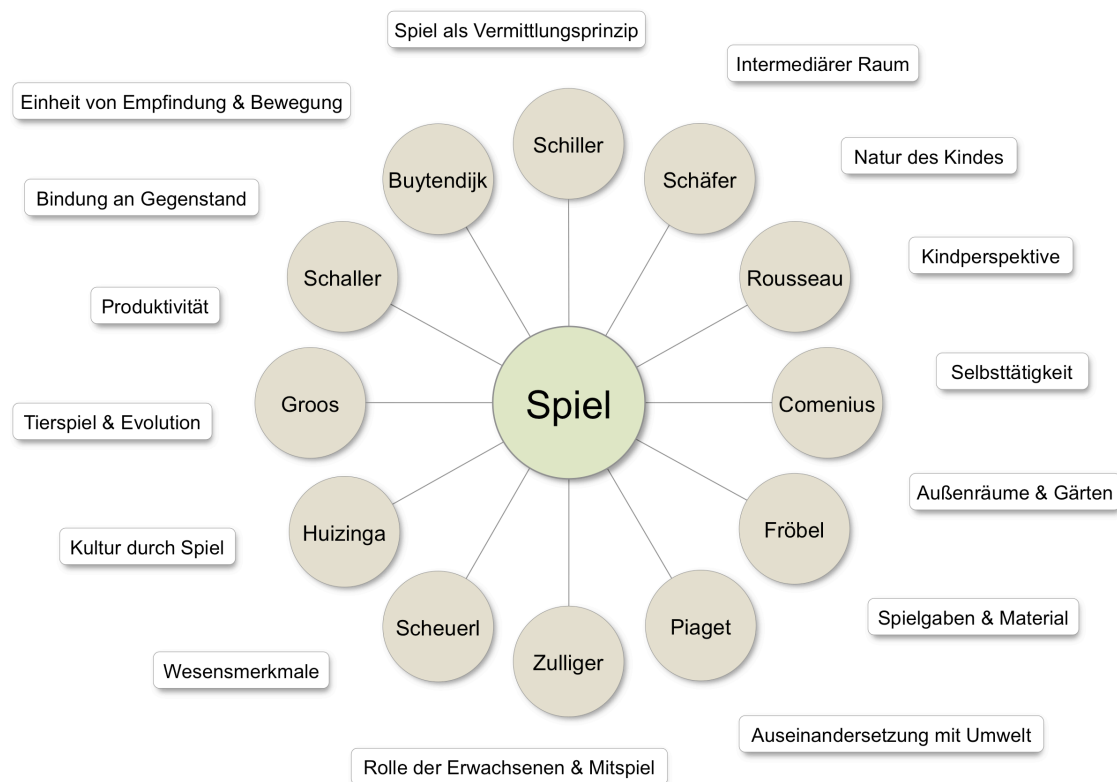 Spiel als Vermittlungsprinzip
Intermediärer Raum
Einheit von Empfindung & Bewegung
Schiller
Natur des Kindes
Buytendijk
Schäfer
Bindung an Gegenstand
Kindperspektive
Schaller
Rousseau
Produktivität
Selbsttätigkeit
Groos
Spiel
Comenius
Tierspiel & Evolution
Außenräume & Gärten
Huizinga
Fröbel
Kultur durch Spiel
Spielgaben & Material
Scheuerl
Piaget
Zulliger
Wesensmerkmale
Auseinandersetzung mit Umwelt
Rolle der Erwachsenen & Mitspiel